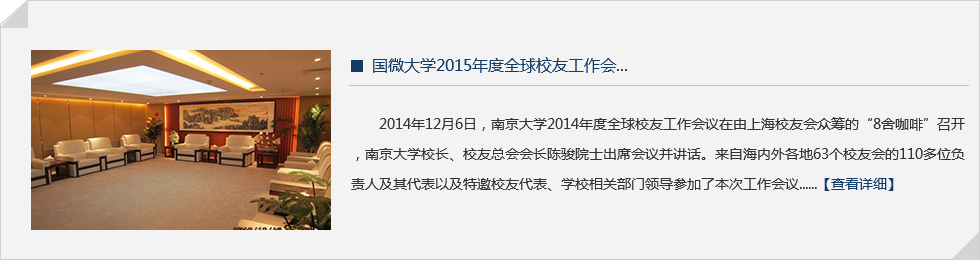 国微大学2015年度全球校友工作会...
2014年12月6日，南京大学2014年度全球校友工作会议在由上海校友会众筹的“8舍咖啡”召开
，南京大学校长、校友总会会长陈骏院士出席会议并讲话。来自海内外各地63个校友会的110多位负
责人及其代表以及特邀校友代表、学校相关部门领导参加了本次工作会议......【查看详细】